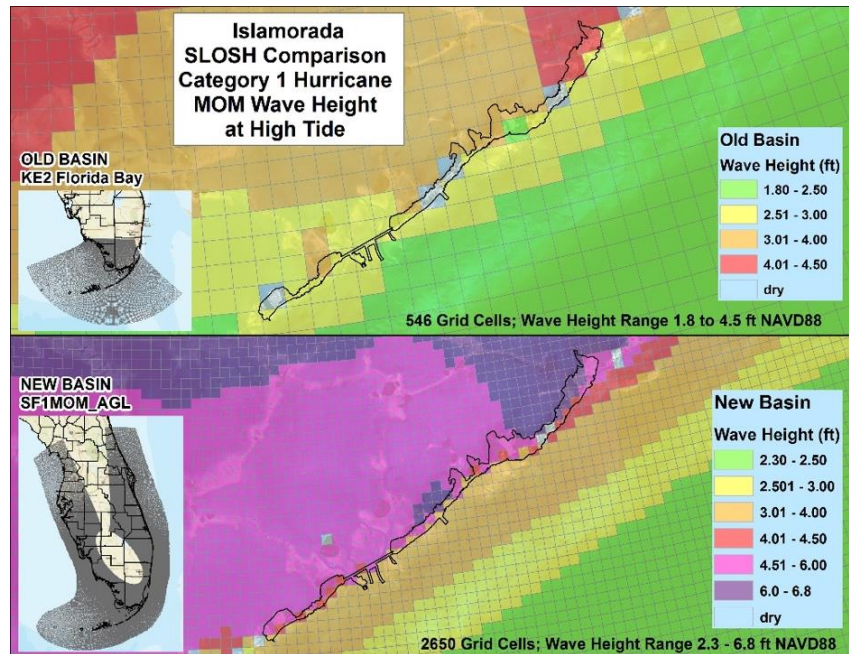 Islamorada
SLOSH Comparison
Category 1 Hurricane
MOM Wave Height
at High Tide
OLD BASIN
KE2 Florida Bay
Old Basin
Wave Height (ft)
1.80 - 2.50
2.51 - 3.00
3.01 - 4.00
4.01 - 4.50
dry
546 Grid Cells; Wave Height Range 1.8 to 4.5 ft NAVD88
NEW BASIN
SF1MOM_AGL
New Basin
Wave Height (ft)
2.30 - 2.50
2.501 - 3.00
3.01 - 4.00
4.01 - 4.50
4.51 - 6.00
6.0 - 6.8
dry
2650 Grid Cells; Wave Height Range 2.3 - 6.8 ft NAVD88